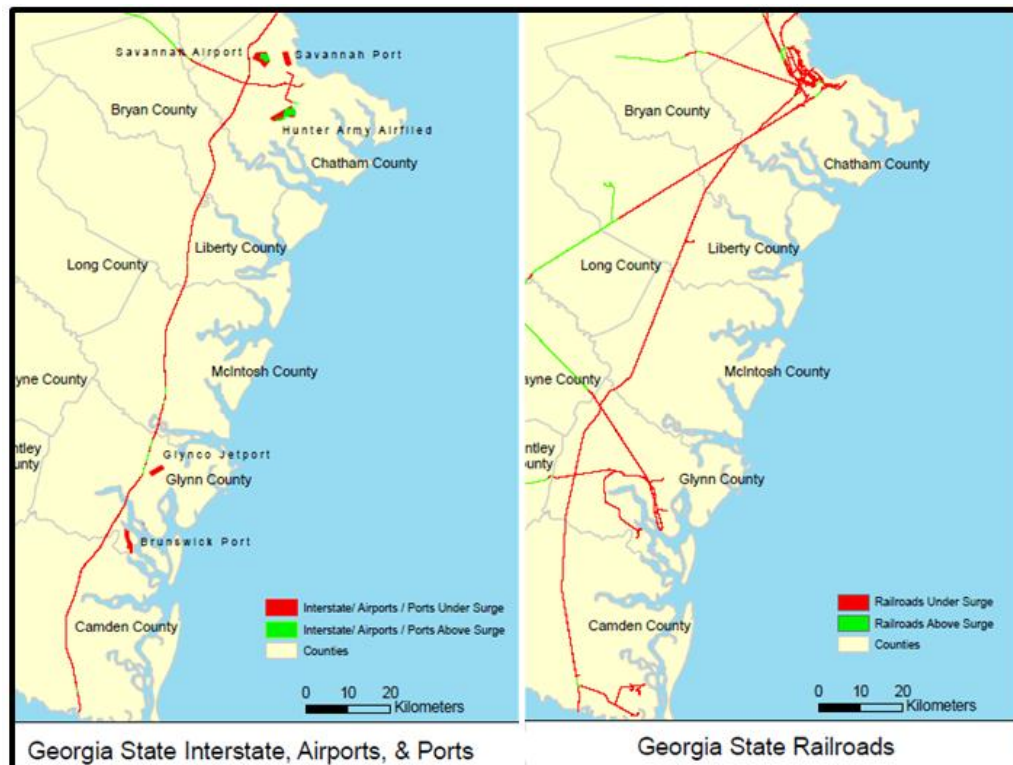 Savannah Airport
Savannah Port
Bryan County
Hunter Army Airfiled
Chatham County
Liberty County
Long County
McIntosh County
yne County
ntley
ounty
Glynco Jetport
Glynn County
Brunswick Port
Camden County
Interstate/ Airports / Ports Under Surge
Interstate/ Airports / Ports Above Surge
Counties
0 10 20
Kilometers
Georgia State Interstate, Airports, & Ports
Bryan County
Chatham County
Liberty County
Long County
McIntosh County
ayne County
ntley
ounty
Glynn County
Camden County
Railroads Under Surge
Railroads Above Surge
Counties
0 10 20
Kilometers
Georgia State Railroads